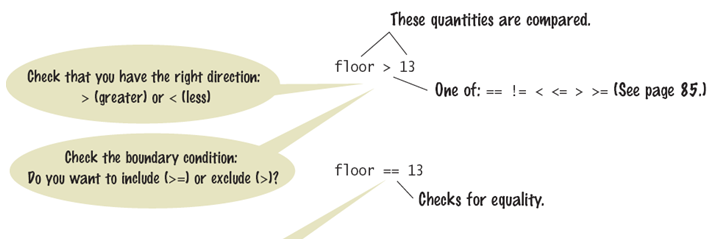 These quantities are compared.
floor > 13
Check that you have the right direction:
> (greater) or < (less)
One of: == != < <= > >= (See page 85.)
Check the boundary condition:
Do you want to include (>=) or exclude (>)?
floor == 13
Checks for equality.